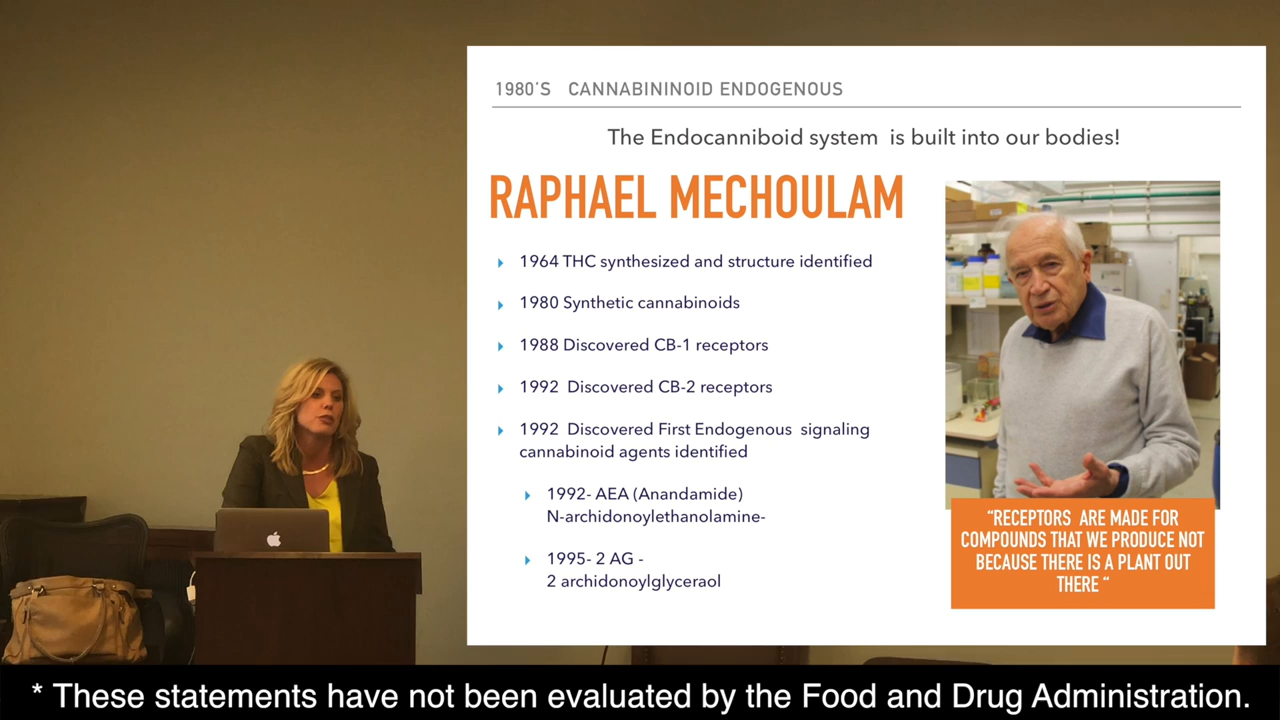 1980'S CANNABININOID ENDOGENOUS
The Endocanniboid system is built into our bodies!
RAPHAEL MECHOULAM
1964 THC synthesized and structure identified
1980 Synthetic cannabinoids
1988 Discovered CB-1 receptors
1992 Discovered CB-2 receptors
1992 Discovered First Endogenous signaling
cannabinoid agents identified
1992- AEA (Anandamide)
N-archidonoylethanolamine-
1995- 2 AG -
2 archidonoylglyceraol
“RECEPTORS ARE MADE FOR
COMPOUNDS THAT WE PRODUCE NOT
BECAUSE THERE IS A PLANT OUT
THERE “
* These statements have not been evaluated by the Food and Drug Administration.